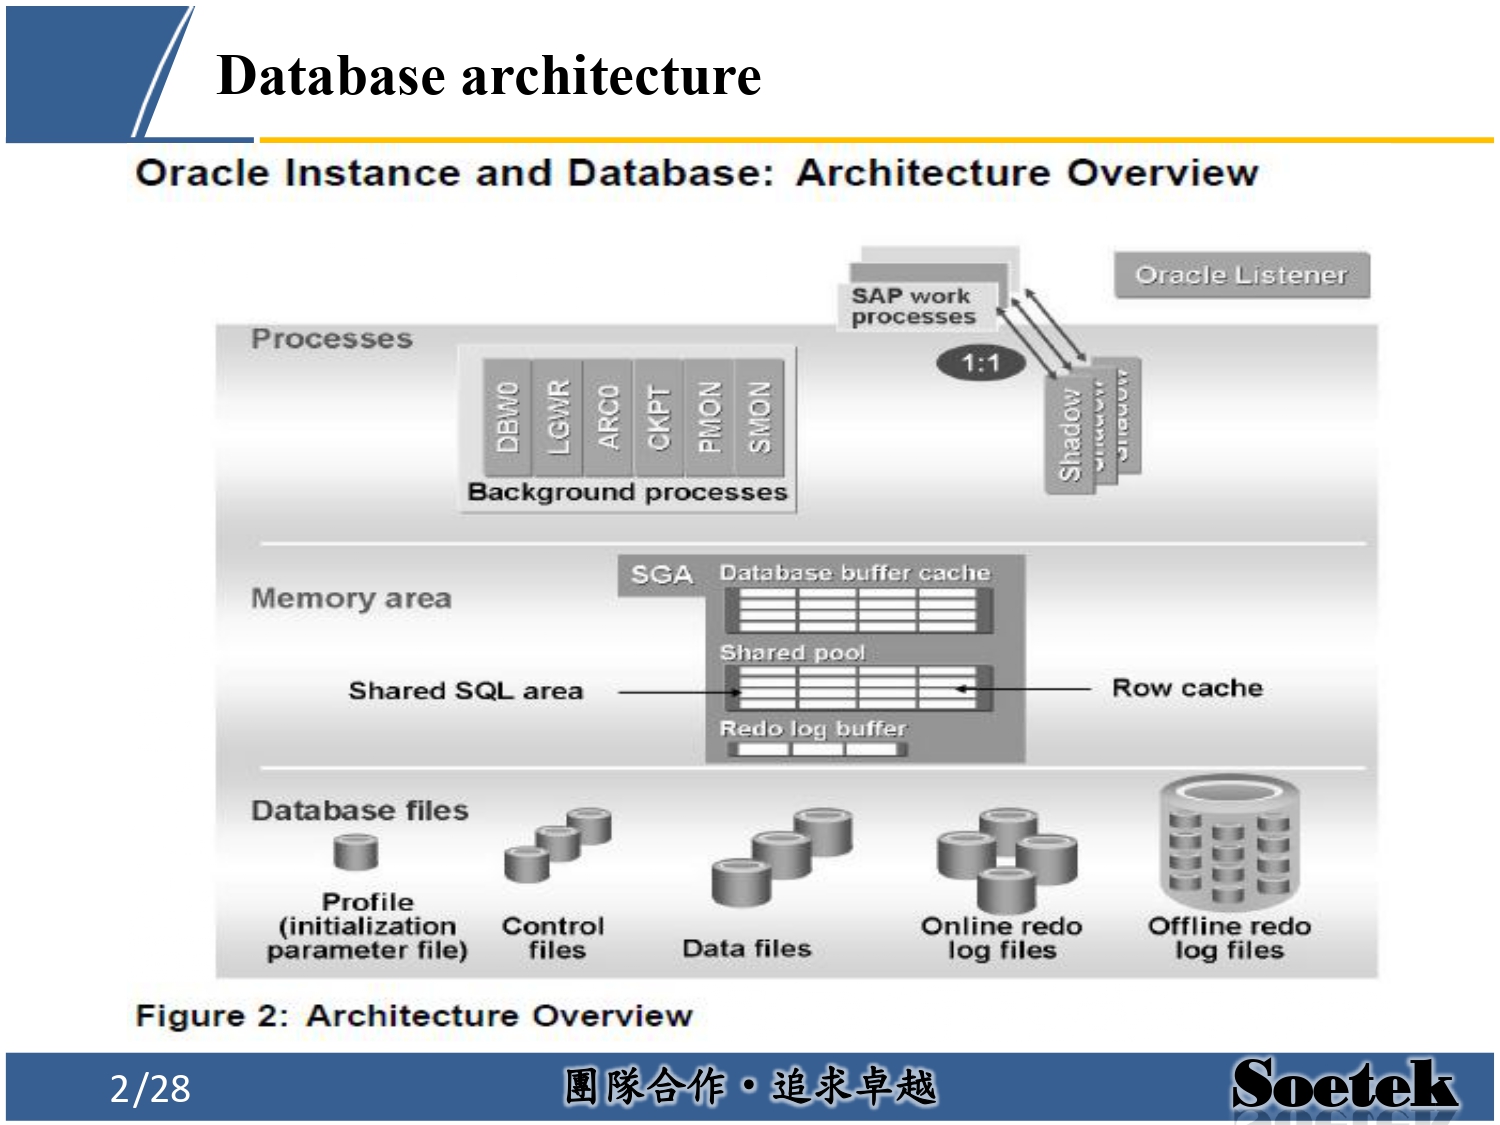 Database architecture
Oracle Instance and Database: Architecture Overview
SAP work
processes
Oracle Listener
Processes
1:1
DBW0
LGWR
ARC0
CKPT
PMON
SMON
Shadow
Shadow
Shadow
Background processes
SGA
Database buffer cache
Memory area
Shared pool
Shared SQL area
Row cache
Redo log buffer
Database files
Profile
(initialization
parameter file)
Control
files
Data files
Online redo
log files
Offline redo
log files
Figure 2: Architecture Overview
2/28
團隊合作・追求卓越
Soetek